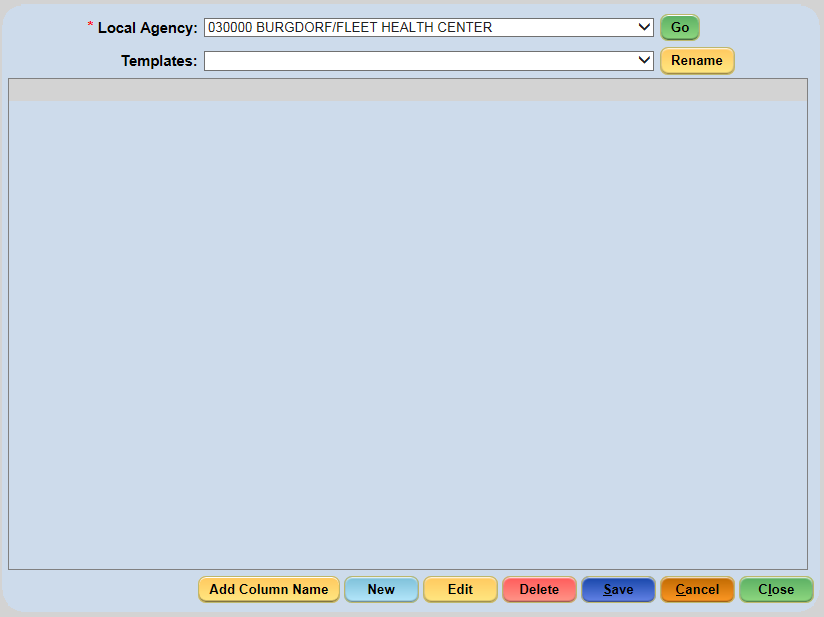 * Local Agency: 030000 BURGDORF/FLEET HEALTH CENTER Go
Templates: Rename
Add Column Name New Edit Delete Save Cancel Close